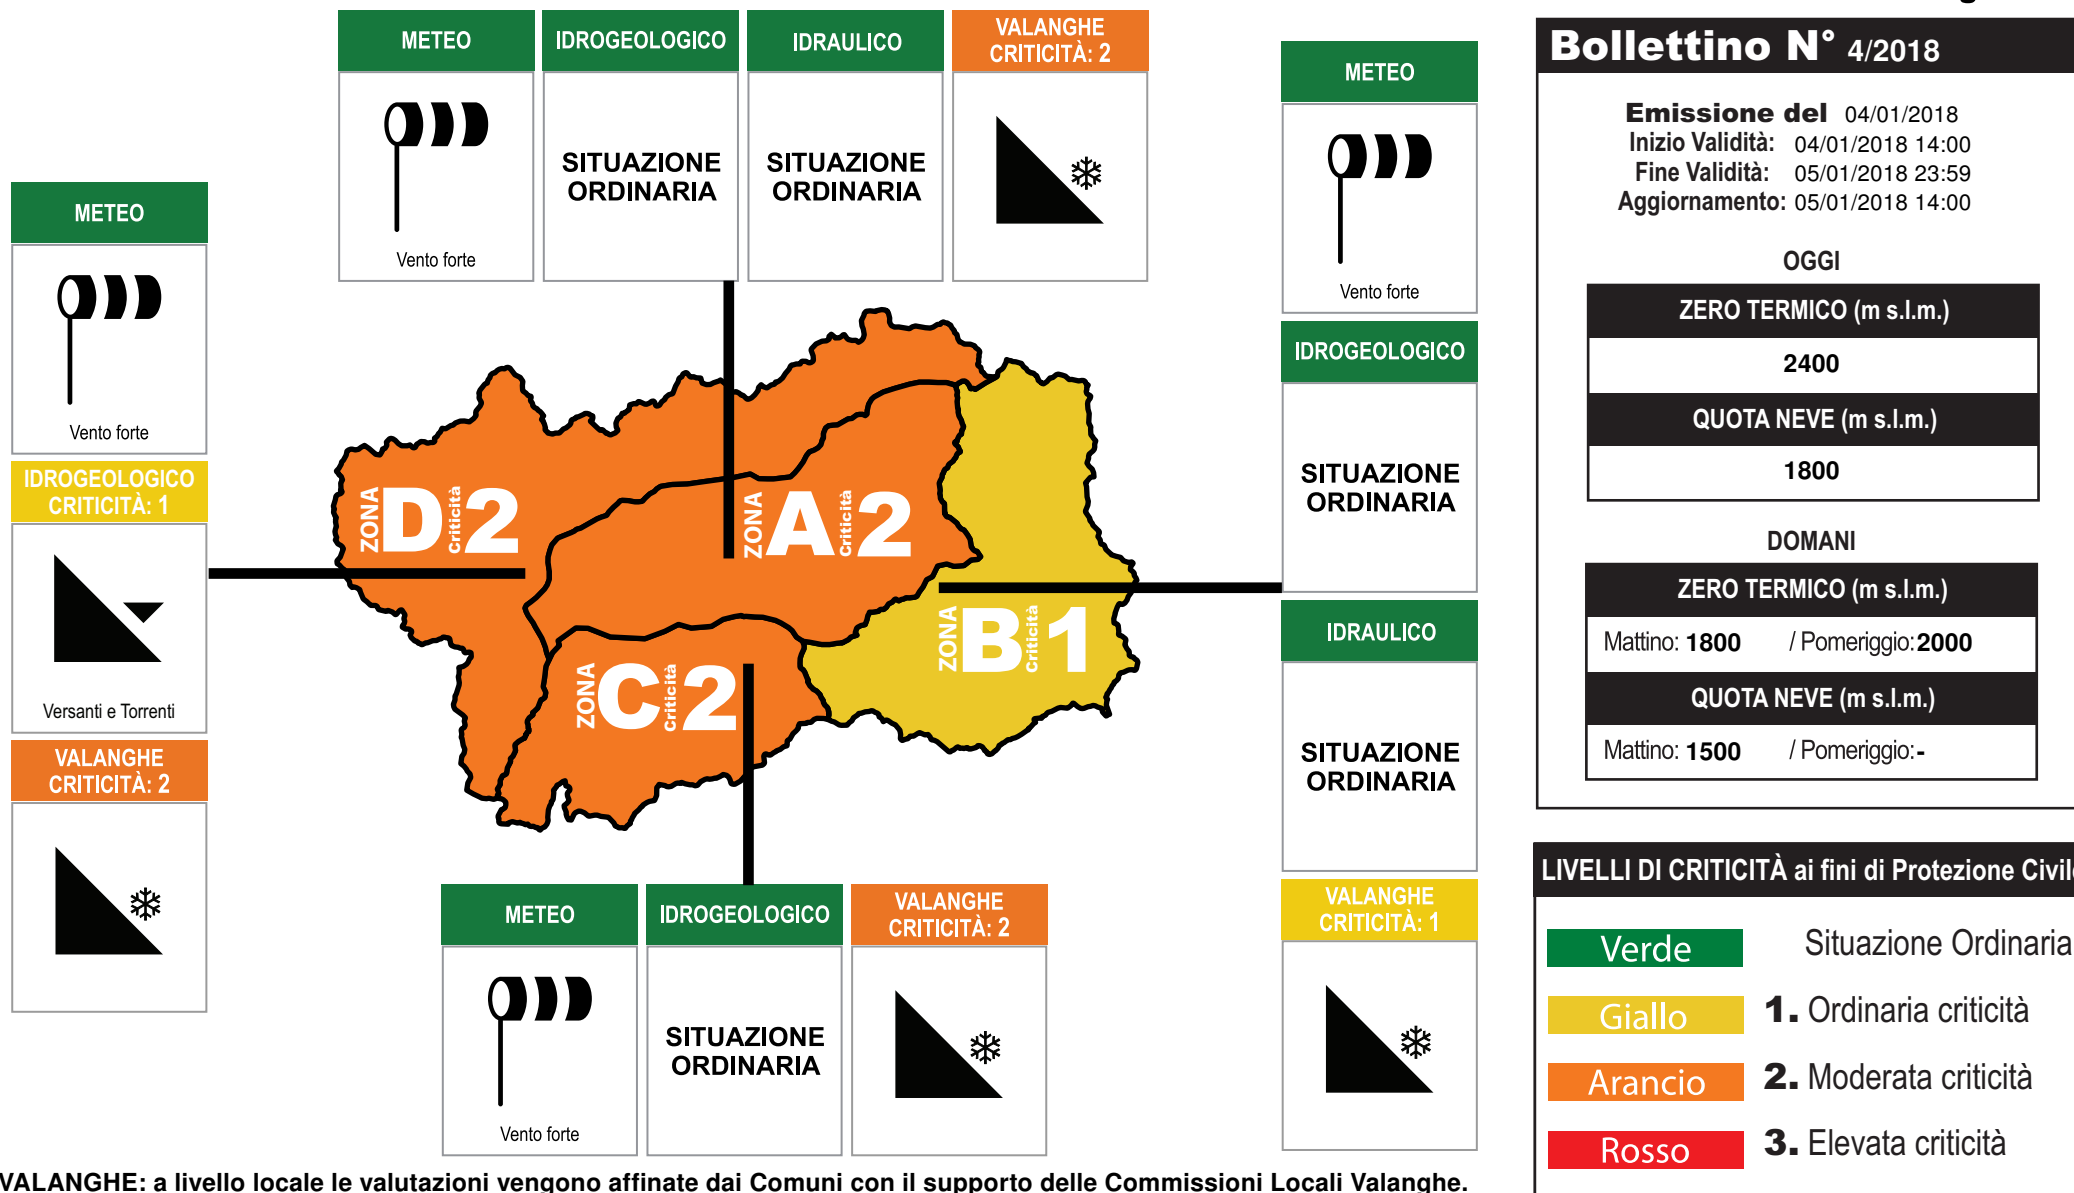 METEO
Vento forte
IDROGEOLOGICO
SITUAZIONE
ORDINARIA
IDRAULICO
SITUAZIONE
ORDINARIA
VALANGHE
CRITICITÀ: 2
METEO
Vento forte
IDROGEOLOGICO
CRITICITÀ: 1
Versanti e Torrenti
VALANGHE
CRITICITÀ: 2
ZONA D Criticità 2
ZONA A Criticità 2
ZONA B Criticità 1
ZONA C Criticità 2
METEO
Vento forte
IDROGEOLOGICO
SITUAZIONE
ORDINARIA
VALANGHE
CRITICITÀ: 2
METEO
Vento forte
IDROGEOLOGICO
SITUAZIONE
ORDINARIA
IDRAULICO
SITUAZIONE
ORDINARIA
VALANGHE
CRITICITÀ: 1
Bollettino N° 4/2018
Emissione del 04/01/2018
Inizio Validità: 04/01/2018 14:00
Fine Validità: 05/01/2018 23:59
Aggiornamento: 05/01/2018 14:00
OGGI
ZERO TERMICO (m s.l.m.)
2400
QUOTA NEVE (m s.l.m.)
1800
DOMANI
ZERO TERMICO (m s.l.m.)
Mattino: 1800 / Pomeriggio: 2000
QUOTA NEVE (m s.l.m.)
Mattino: 1500 / Pomeriggio: -
LIVELLI DI CRITICITÀ ai fini di Protezione Civile
Verde Situazione Ordinaria
Giallo 1. Ordinaria criticità
Arancio 2. Moderata criticità
Rosso 3. Elevata criticità
VALANGHE: a livello locale le valutazioni vengono affinate dai Comuni con il supporto delle Commissioni Locali Valanghe.